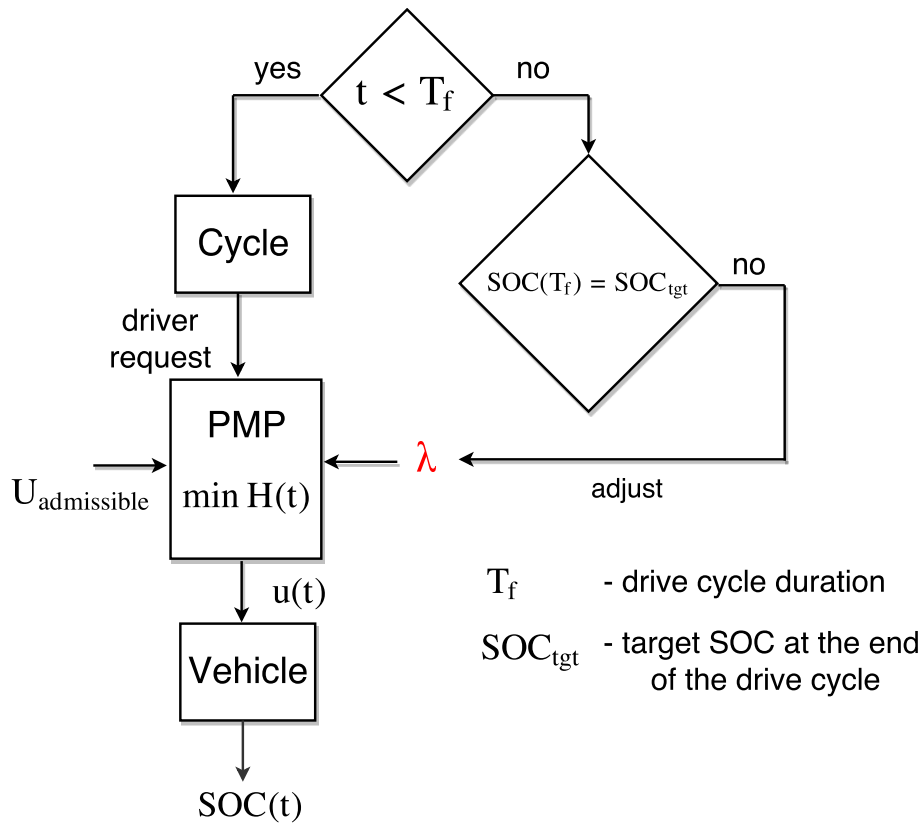 yes
no
t < T_f
Cycle
SOC(T_f) = SOC_tgt
no
driver
request
PMP
min H(t)
λ
U_admissible
adjust
u(t)
T_f - drive cycle duration
SOC_tgt - target SOC at the end
of the drive cycle
Vehicle
SOC(t)